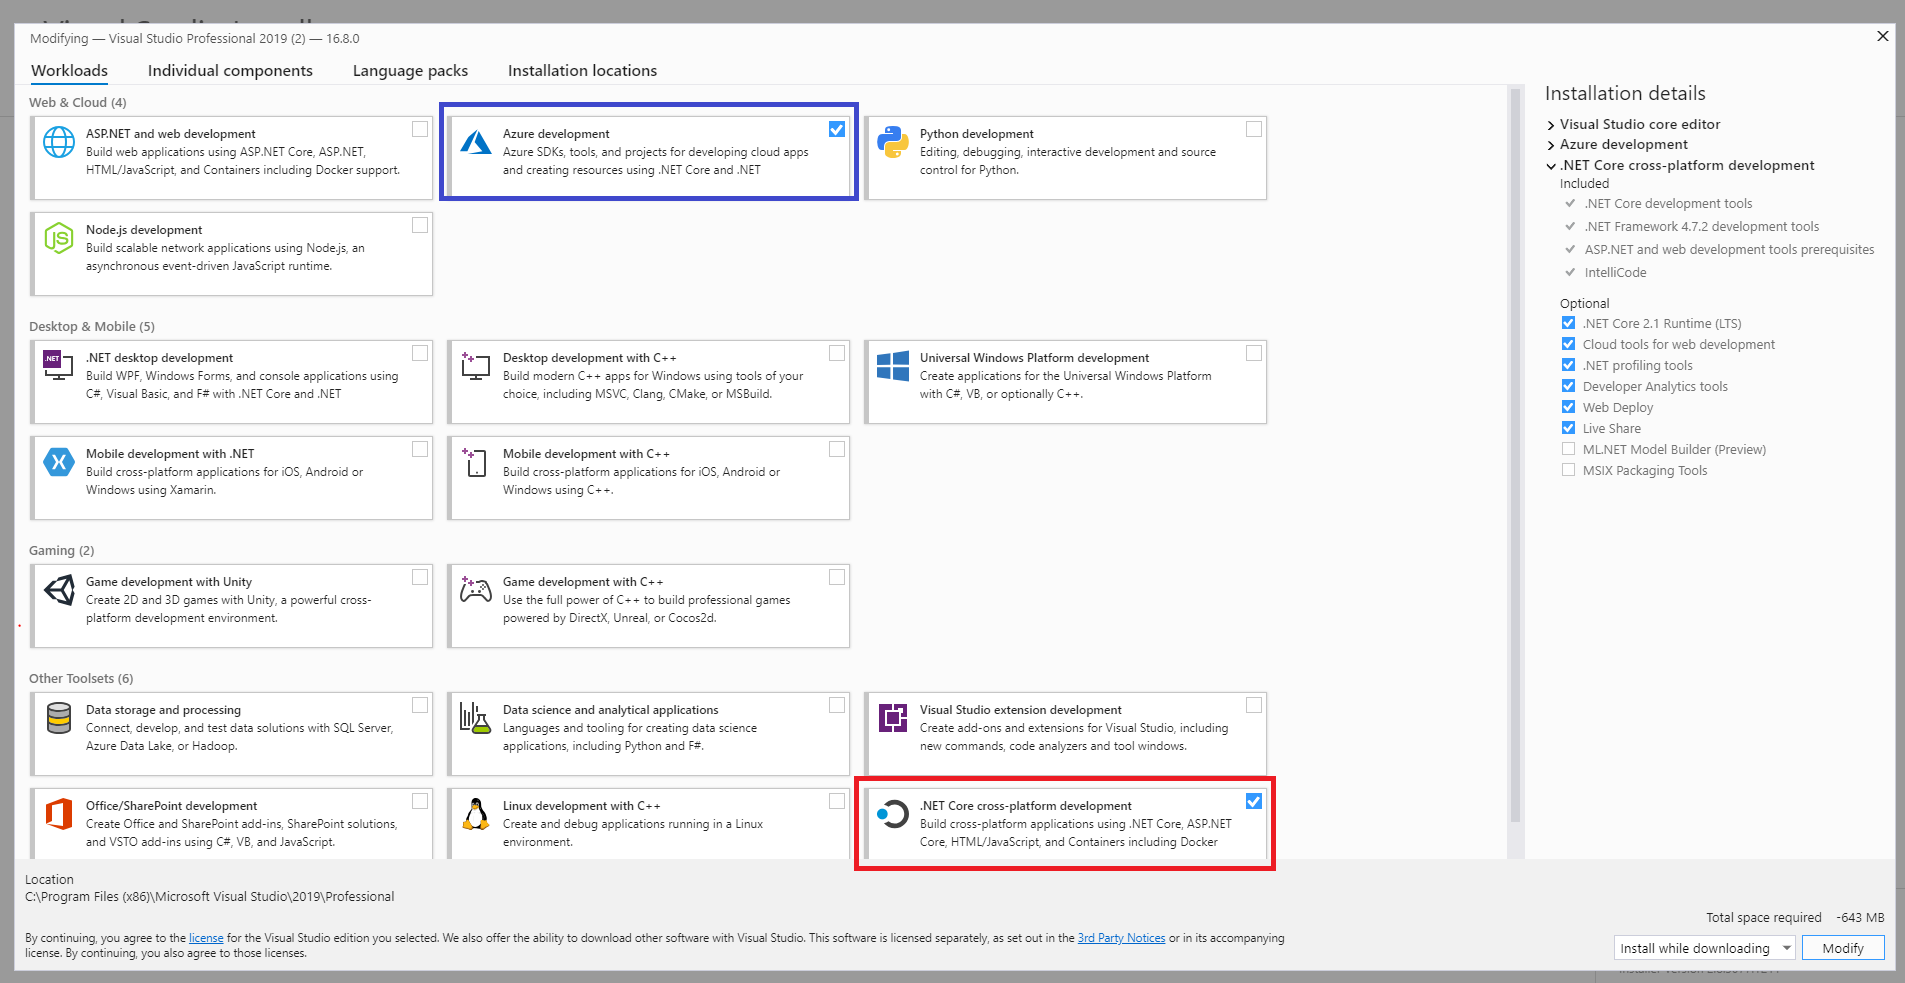 Modifying — Visual Studio Professional 2019 (2) — 16.8.0
Workloads Individual components Language packs Installation locations
Web & Cloud (4)
ASP.NET and web development
Build web applications using ASP.NET Core, ASP.NET,
HTML/JavaScript, and Containers including Docker support.
Azure development
Azure SDKs, tools, and projects for developing cloud apps
and creating resources using .NET Core and .NET
Python development
Editing, debugging, interactive development and source
control for Python.
Node.js development
Build scalable network applications using Node.js, an
asynchronous event-driven JavaScript runtime.
Desktop & Mobile (5)
.NET desktop development
Build WPF, Windows Forms, and console applications using
C#, Visual Basic, and F# with .NET Core and .NET
Desktop development with C++
Build modern C++ apps for Windows using tools of your
choice, including MSVC, Clang, CMake, or MSBuild.
Universal Windows Platform development
Create applications for the Universal Windows Platform
with C#, VB, or optionally C++.
Mobile development with .NET
Build cross-platform applications for iOS, Android or
Windows using Xamarin.
Mobile development with C++
Build cross-platform applications for iOS, Android or
Windows using C++.
Gaming (2)
Game development with Unity
Create 2D and 3D games with Unity, a powerful cross-
platform development environment.
Game development with C++
Use the full power of C++ to build professional games
powered by DirectX, Unreal, or Cocos2d.
Other Toolsets (6)
Data storage and processing
Connect, develop, and test data solutions with SQL Server,
Azure Data Lake, or Hadoop.
Data science and analytical applications
Languages and tooling for creating data science
applications, including Python and F#.
Visual Studio extension development
Create add-ons and extensions for Visual Studio, including
new commands, code analyzers and tool windows.
Office/SharePoint development
Create Office and SharePoint add-ins, SharePoint solutions,
and VSTO add-ins using C#, VB, and JavaScript.
Linux development with C++
Create and debug applications running in a Linux
environment.
.NET Core cross-platform development
Build cross-platform applications using .NET Core, ASP.NET
Core, HTML/JavaScript, and Containers including Docker
Installation details
Visual Studio core editor
Azure development
.NET Core cross-platform development
Included
.NET Core development tools
.NET Framework 4.7.2 development tools
ASP.NET and web development tools prerequisites
IntelliCode
Optional
.NET Core 2.1 Runtime (LTS)
Cloud tools for web development
.NET profiling tools
Developer Analytics tools
Web Deploy
Live Share
ML.NET Model Builder (Preview)
MSIX Packaging Tools
Location
C:\Program Files (x86)\Microsoft Visual Studio\2019\Professional
Total space required -643 MB
By continuing, you agree to the license for the Visual Studio edition you selected. We also offer the ability to download other software with Visual Studio. This software is licensed separately, as set out in the 3rd Party Notices or in its accompanying
license. By continuing, you also agree to those licenses.
Install while downloading Modify